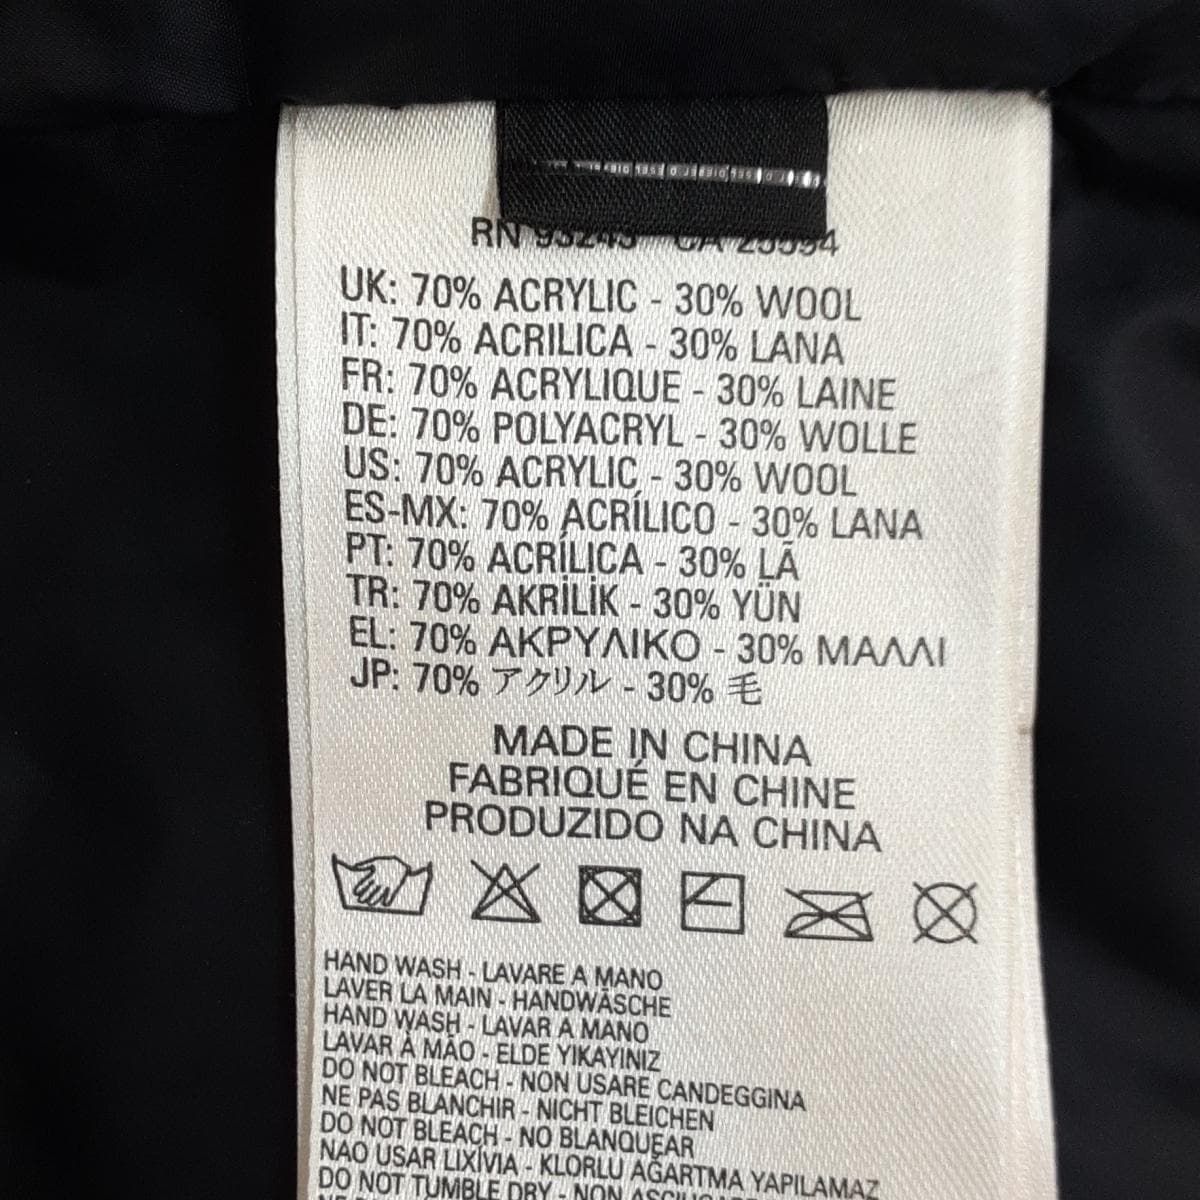 RN 93243 CA 25594
UK: 70% ACRYLIC - 30% WOOL
IT: 70% ACRILICA - 30% LANA
FR: 70% ACRYLIQUE - 30% LAINE
DE: 70% POLYACRYL - 30% WOLLE
US: 70% ACRYLIC - 30% WOOL
ES-MX: 70% ACRÍLICO - 30% LANA
PT: 70% ACRÍLICA - 30% LÃ
TR: 70% AKRİLİK - 30% YÜN
EL: 70% ΑΚΡΥΛΙΚΟ - 30% ΜΑΛΛΙ
JP: 70% アクリル - 30% 毛
MADE IN CHINA
FABRIQUÉ EN CHINE
PRODUZIDO NA CHINA
HAND WASH - LAVARE A MANO
LAVER LA MAIN - HANDWÄSCHE
HAND WASH - LAVAR A MANO
LAVAR À MÃO - ELDE YIKAYINIZ
DO NOT BLEACH - NON USARE CANDEGGINA
NE PAS BLANCHIR - NICHT BLEICHEN
DO NOT BLEACH - NO BLANQUEAR
NAO USAR LIXÍVIA - KLORLU AĞARTMA YAPILAMAZ
DO NOT TUMBLE DRY - NON